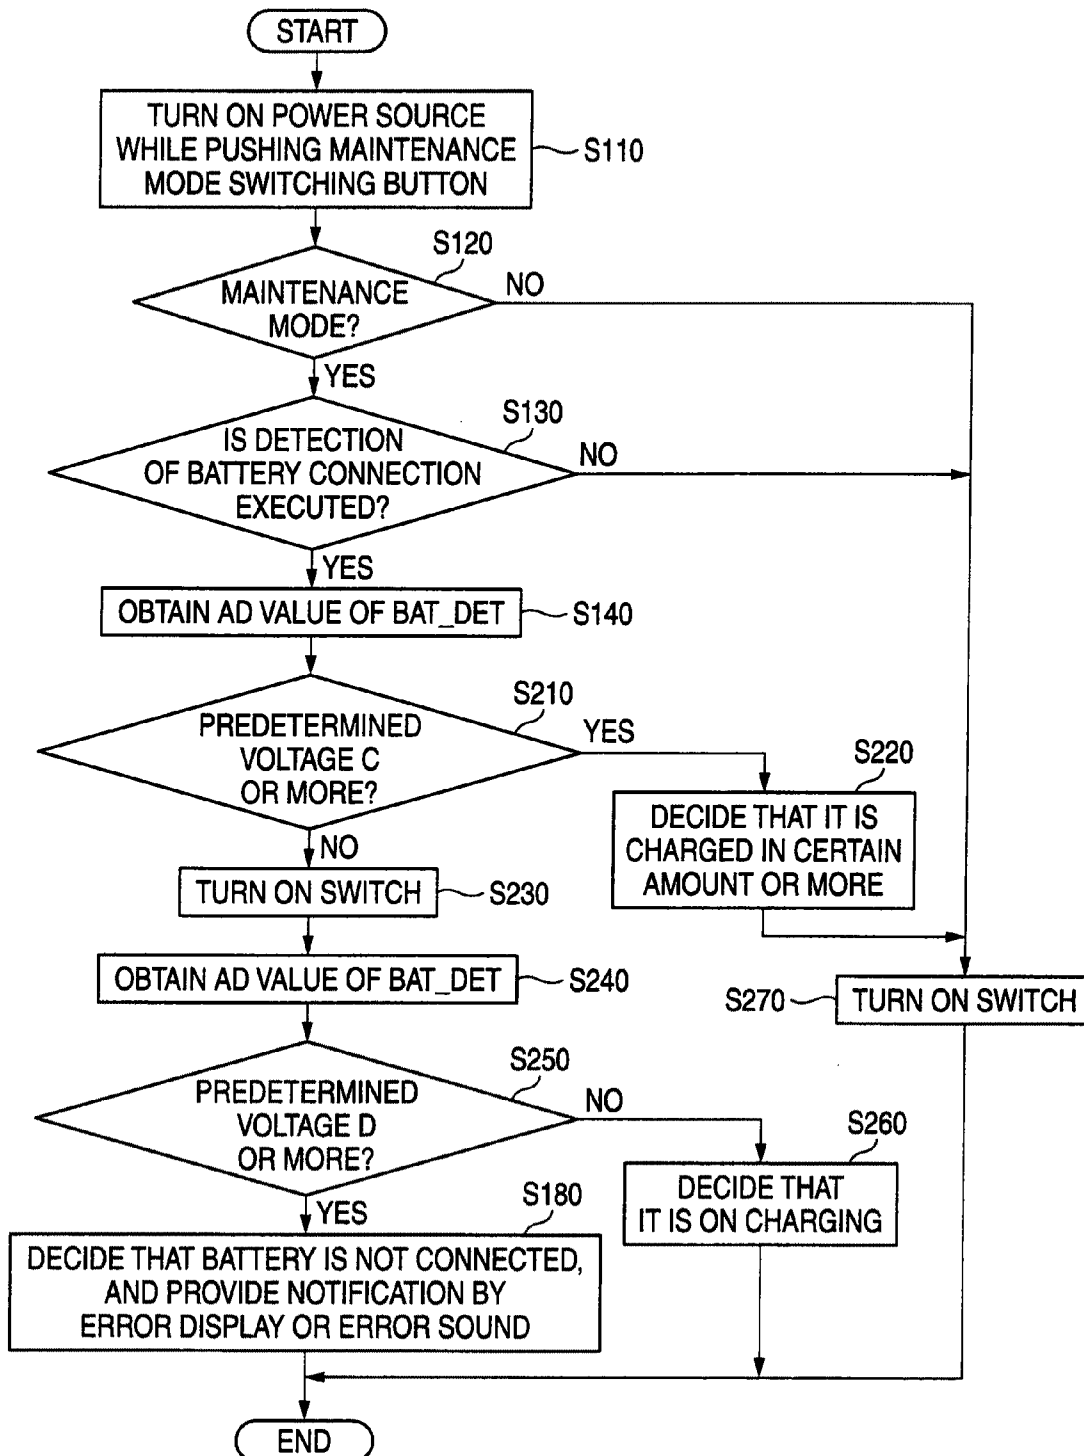 START
TURN ON POWER SOURCE
WHILE PUSHING MAINTENANCE
MODE SWITCHING BUTTON
S110
S120
MAINTENANCE
MODE?
NO
YES
S130
IS DETECTION
OF BATTERY CONNECTION
EXECUTED?
NO
YES
OBTAIN AD VALUE OF BAT_DET
S140
S210
PREDETERMINED
VOLTAGE C
OR MORE?
YES
S220
DECIDE THAT IT IS
CHARGED IN CERTAIN
AMOUNT OR MORE
NO
TURN ON SWITCH
S230
OBTAIN AD VALUE OF BAT_DET
S240
S270
TURN ON SWITCH
S250
PREDETERMINED
VOLTAGE D
OR MORE?
NO
S260
DECIDE THAT
IT IS ON CHARGING
YES
S180
DECIDE THAT BATTERY IS NOT CONNECTED,
AND PROVIDE NOTIFICATION BY
ERROR DISPLAY OR ERROR SOUND
END